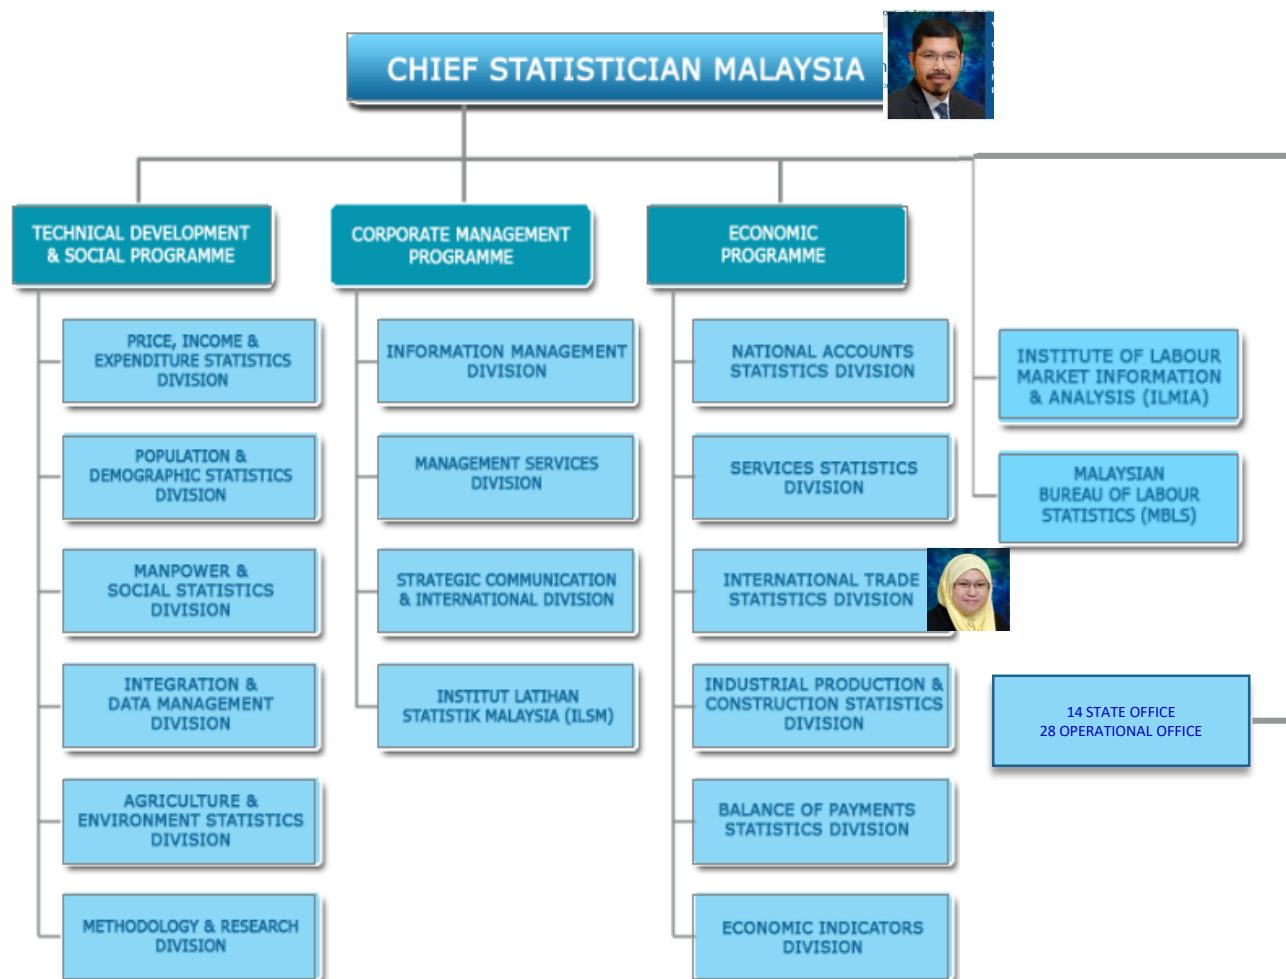 CHIEF STATISTICIAN MALAYSIA
TECHNICAL DEVELOPMENT
& SOCIAL PROGRAMME
PRICE, INCOME &
EXPENDITURE STATISTICS
DIVISION
POPULATION &
DEMOGRAPHIC STATISTICS
DIVISION
MANPOWER &
SOCIAL STATISTICS
DIVISION
INTEGRATION &
DATA MANAGEMENT
DIVISION
AGRICULTURE &
ENVIRONMENT STATISTICS
DIVISION
METHODOLOGY & RESEARCH
DIVISION
CORPORATE MANAGEMENT
PROGRAMME
INFORMATION MANAGEMENT
DIVISION
MANAGEMENT SERVICES
DIVISION
STRATEGIC COMMUNICATION
& INTERNATIONAL DIVISION
INSTITUT LATIHAN
STATISTIK MALAYSIA (ILSM)
ECONOMIC
PROGRAMME
NATIONAL ACCOUNTS
STATISTICS DIVISION
SERVICES STATISTICS
DIVISION
INTERNATIONAL TRADE
STATISTICS DIVISION
INDUSTRIAL PRODUCTION &
CONSTRUCTION STATISTICS
DIVISION
BALANCE OF PAYMENTS
STATISTICS DIVISION
ECONOMIC INDICATORS
DIVISION
INSTITUTE OF LABOUR
MARKET INFORMATION
& ANALYSIS (ILMIA)
MALAYSIAN
BUREAU OF LABOUR
STATISTICS (MBLS)
14 STATE OFFICE
28 OPERATIONAL OFFICE